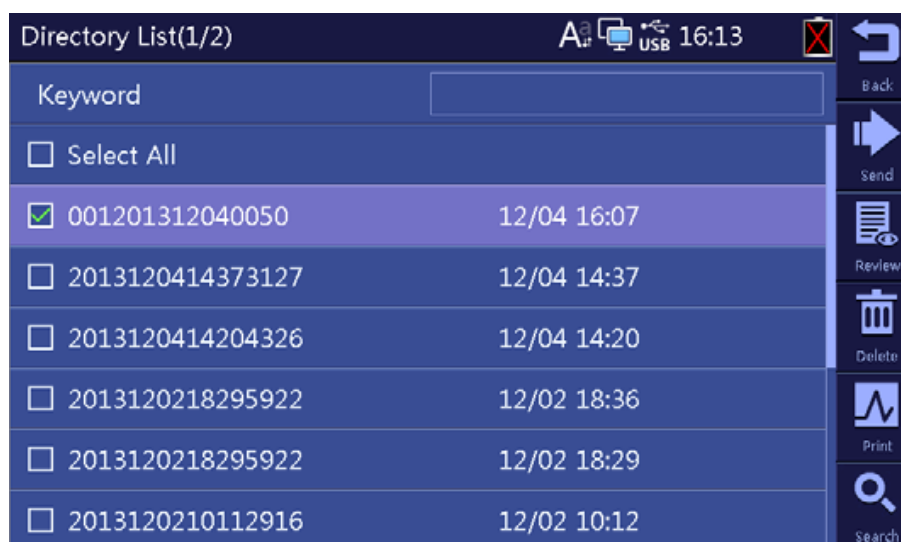 Directory List(1/2)
Aa USB 16:13
Back
Keyword
Send
Select All
001201312040050 12/04 16:07
Review
2013120414373127 12/04 14:37
Delete
2013120414204326 12/04 14:20
2013120218295922 12/02 18:36
Print
2013120218295922 12/02 18:29
2013120210112916 12/02 10:12
Search